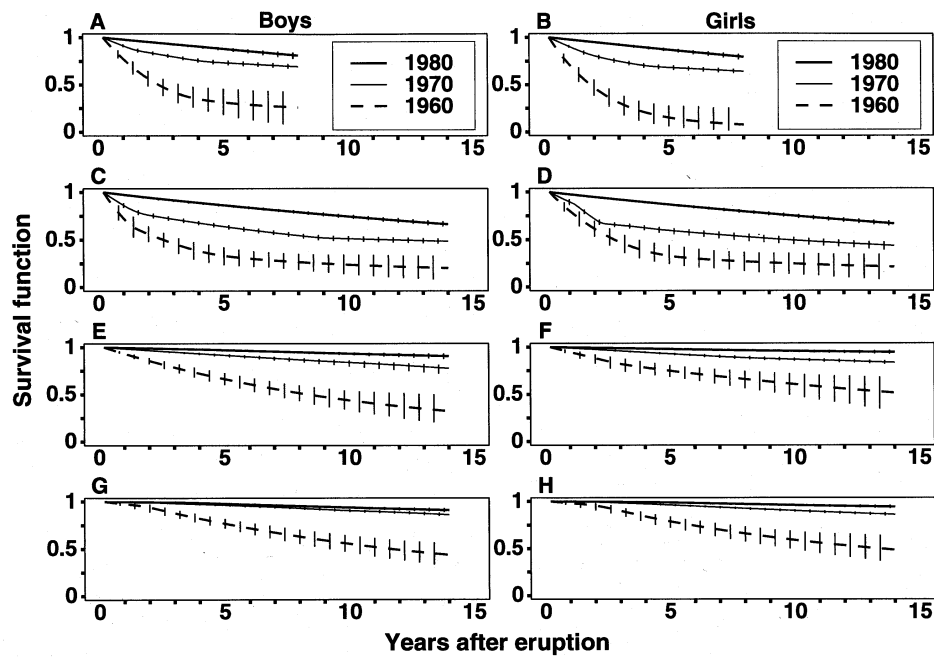 A Boys B Girls
1 1980 1 1980
0.5 1970 0.5 1970
1960 1960
0 0
0 5 10 15 0 5 10 15
C D
1 1
0.5 0.5
0 0
0 5 10 15 0 5 10 15
E F
1 1
0.5 0.5
0 0
0 5 10 15 0 5 10 15
G H
1 1
0.5 0.5
0 0
0 5 10 15 0 5 10 15
Survival function
Years after eruption